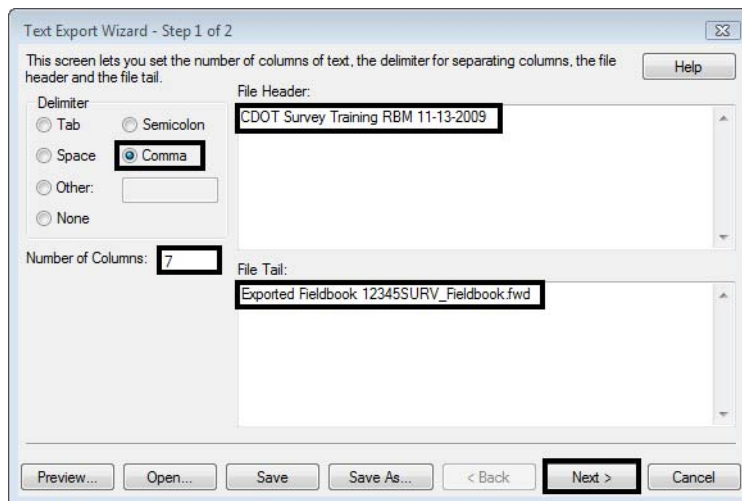 Text Export Wizard - Step 1 of 2
This screen lets you set the number of columns of text, the delimiter for separating columns, the file
header and the file tail.
Help
Delimiter
Tab
Semicolon
Space
Comma
Other:
None
Number of Columns: 7
File Header:
CDOT Survey Training RBM 11-13-2009
File Tail:
Exported Fieldbook 12345SURV_Fieldbook.fwd
Preview... Open... Save Save As... < Back Next > Cancel